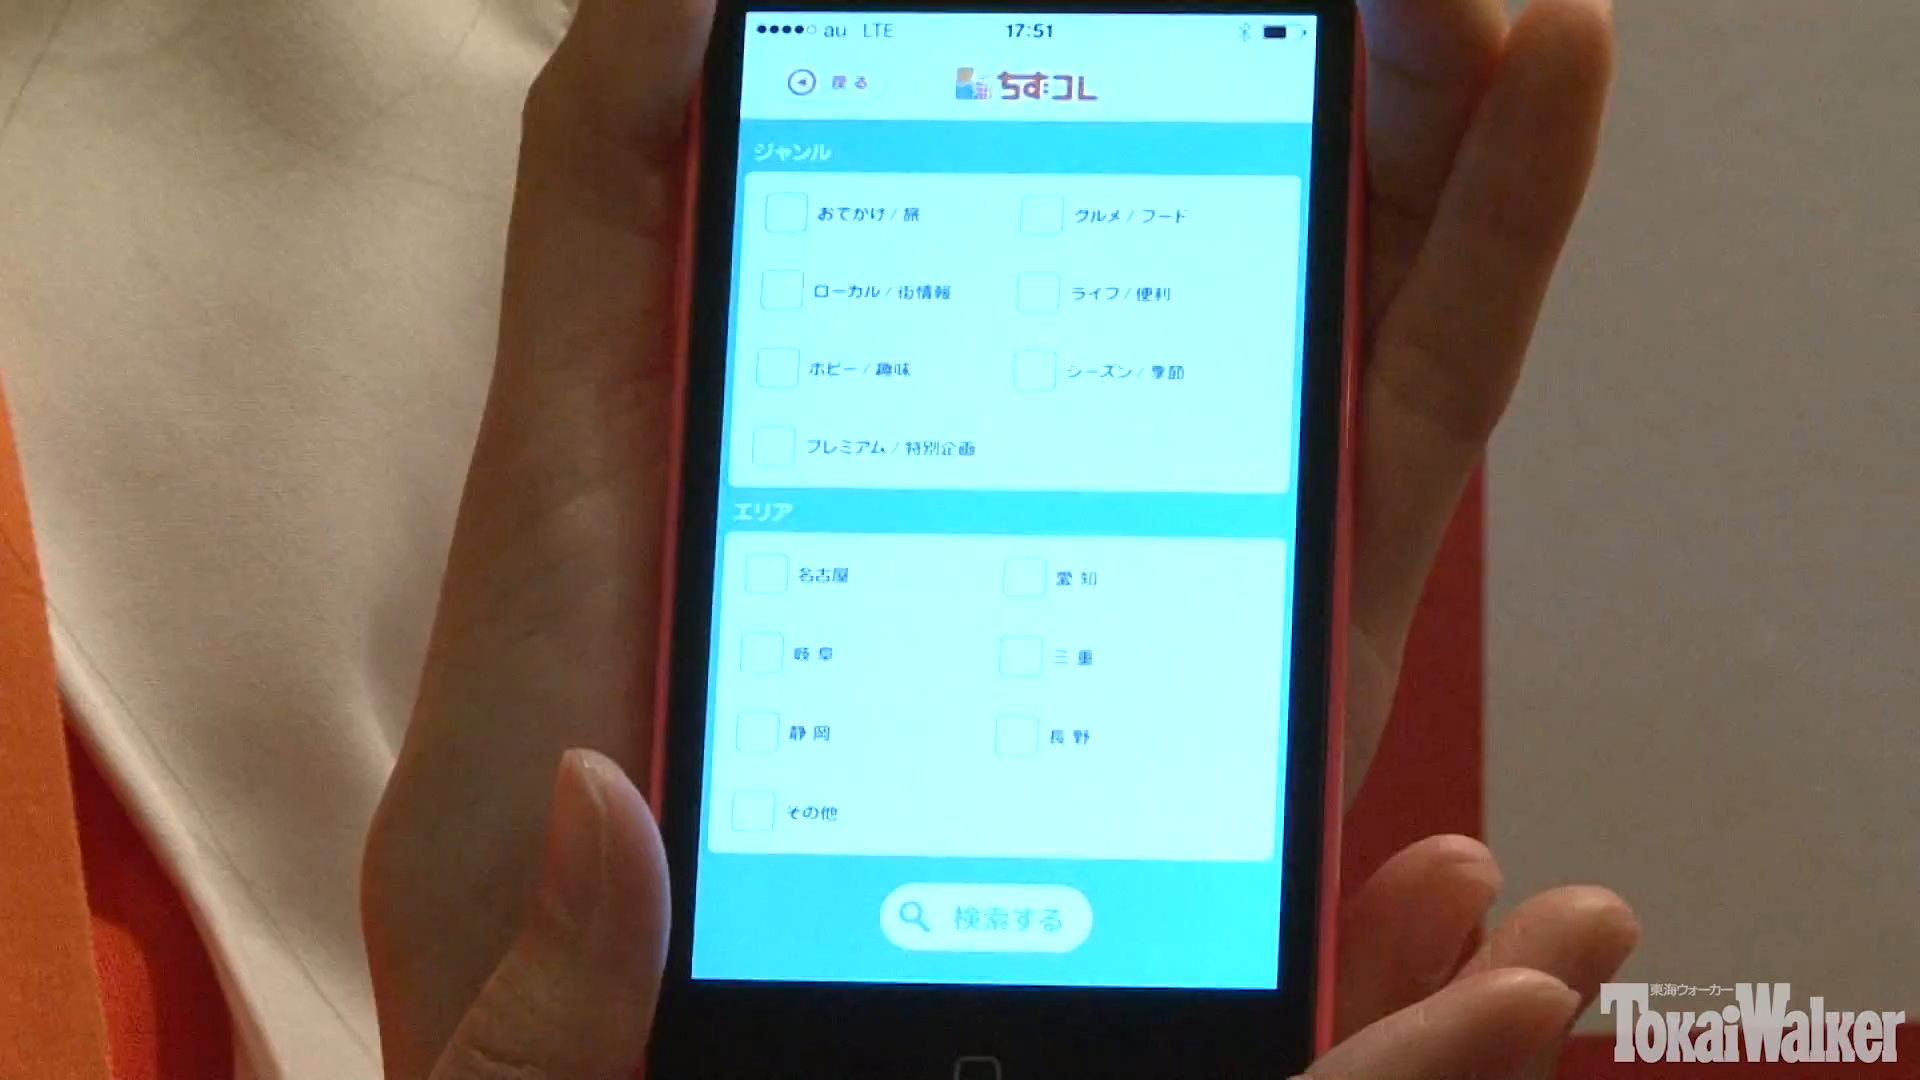 au LTE 17:51
戻る ちずコレ
ジャンル
おでかけ / 旅 グルメ / フード
ローカル / 街情報 ライフ / 便利
ホビー / 趣味 シーズン / 季節
プレミアム / 特別企画
エリア
名古屋 愛知
岐阜 三重
静岡 長野
その他
検索する
東海ウォーカー
TokaiWalker